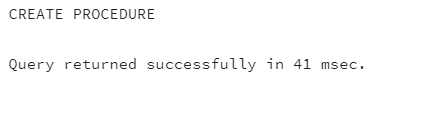 CREATE PROCEDURE
Query returned successfully in 41 msec.